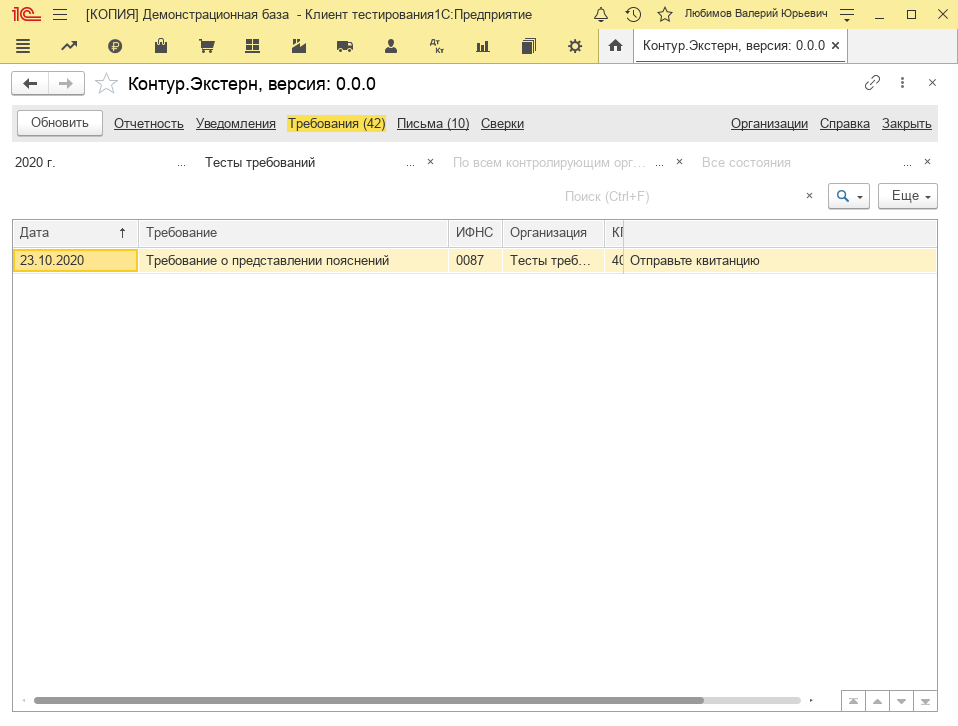 1С [КОПИЯ] Демонстрационная база - Клиент тестирования1С:Предприятие Любимов Валерий Юрьевич
Дт Кт Контур.Экстерн, версия: 0.0.0 ×
Контур.Экстерн, версия: 0.0.0
Обновить Отчетность Уведомления Требования (42) Письма (10) Сверки Организации Справка Закрыть
2020 г. ... Тесты требований ... × По всем контролирующим орг... ... × Все состояния ... ×
Поиск (Ctrl+F) × Еще
Дата ↑ Требование ИФНС Организация
23.10.2020 Требование о представлении пояснений 0087 Тесты треб... 40 Отправьте квитанцию